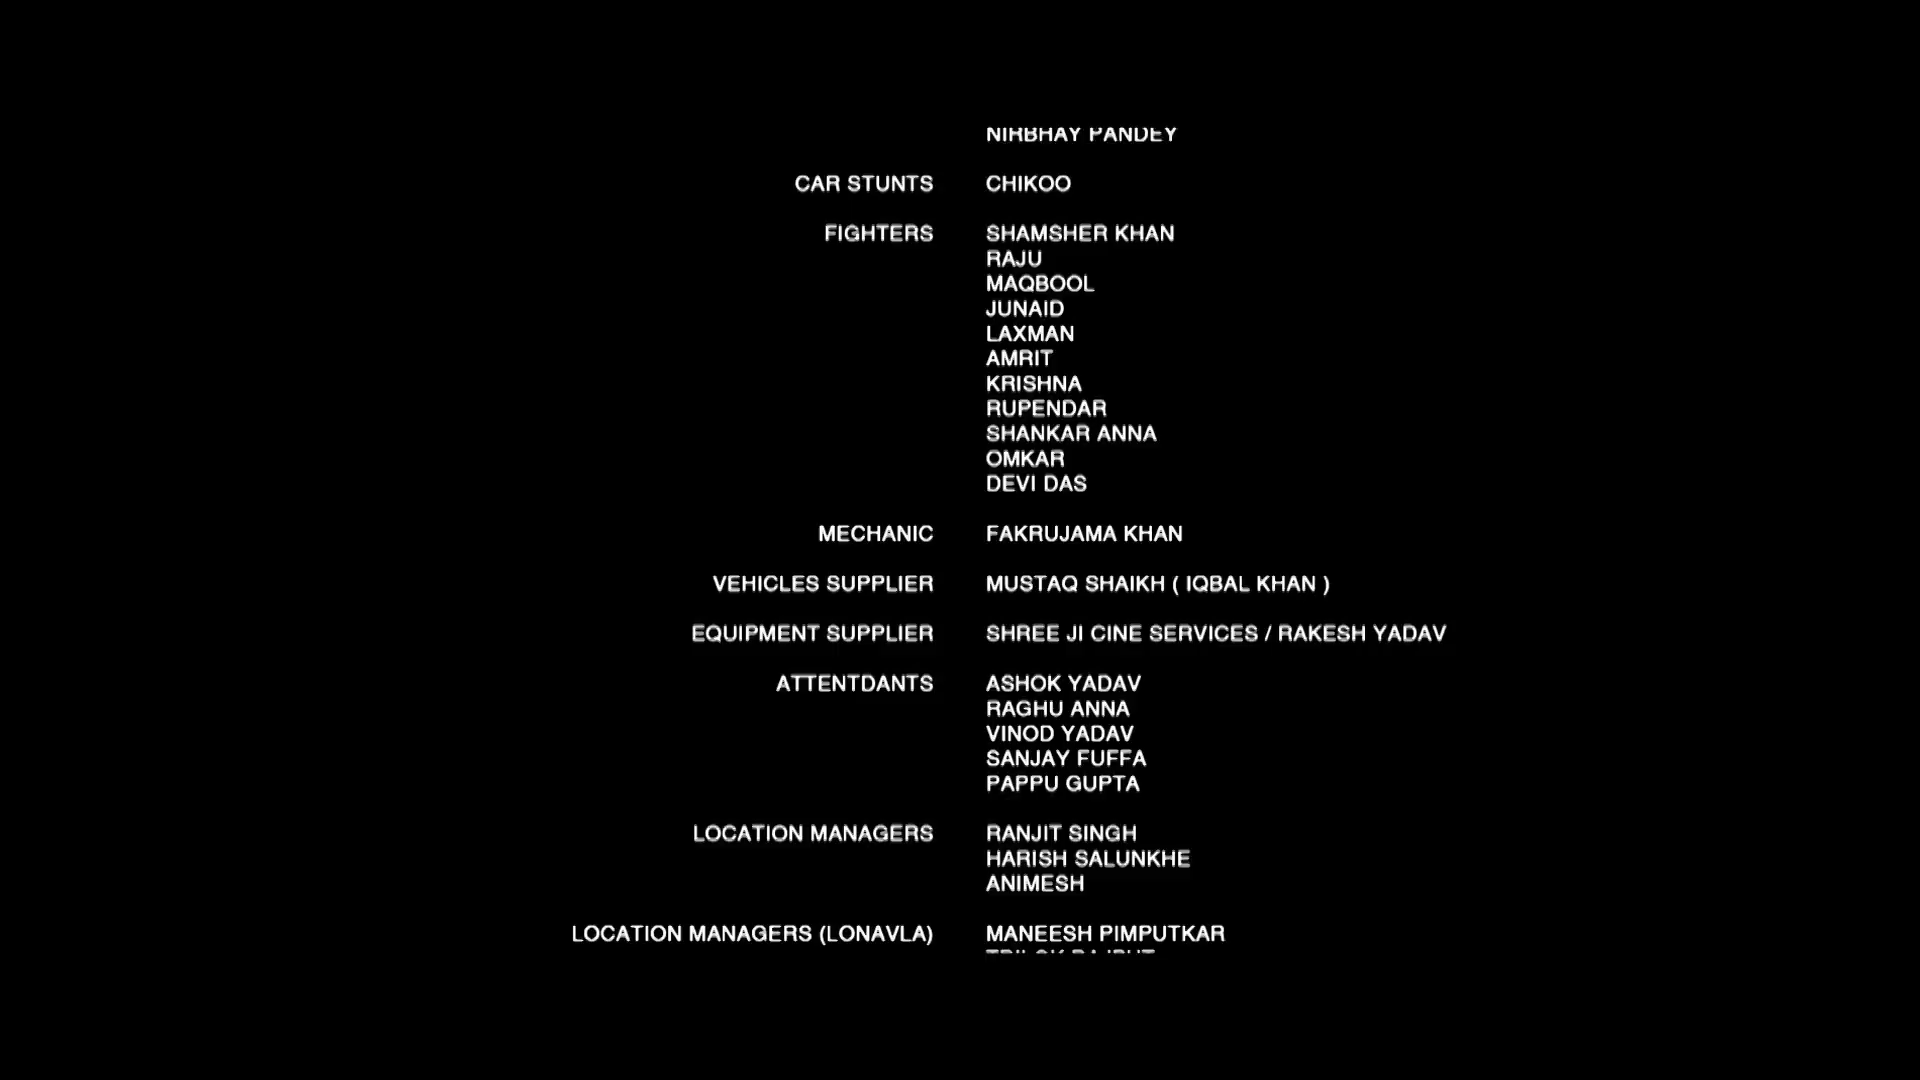 NIRBHAY PANDEY
CAR STUNTS CHIKOO
FIGHTERS SHAMSHER KHAN
RAJU
MAQBOOL
JUNAID
LAXMAN
AMRIT
KRISHNA
RUPENDAR
SHANKAR ANNA
OMKAR
DEVI DAS
MECHANIC FAKRUJAMA KHAN
VEHICLES SUPPLIER MUSTAQ SHAIKH ( IQBAL KHAN )
EQUIPMENT SUPPLIER SHREE JI CINE SERVICES / RAKESH YADAV
ATTENTDANTS ASHOK YADAV
RAGHU ANNA
VINOD YADAV
SANJAY FUFFA
PAPPU GUPTA
LOCATION MANAGERS RANJIT SINGH
HARISH SALUNKHE
ANIMESH
LOCATION MANAGERS (LONAVLA) MANEESH PIMPUTKAR